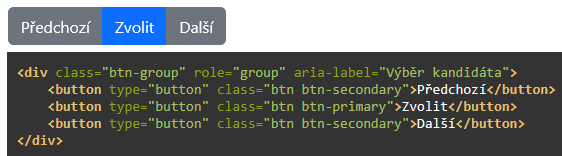 Předchozí Zvolit Další
<div class="btn-group" role="group" aria-label="Výběr kandidáta">
    <button type="button" class="btn btn-secondary">Předchozí</button>
    <button type="button" class="btn btn-primary">Zvolit</button>
    <button type="button" class="btn btn-secondary">Další</button>
</div>